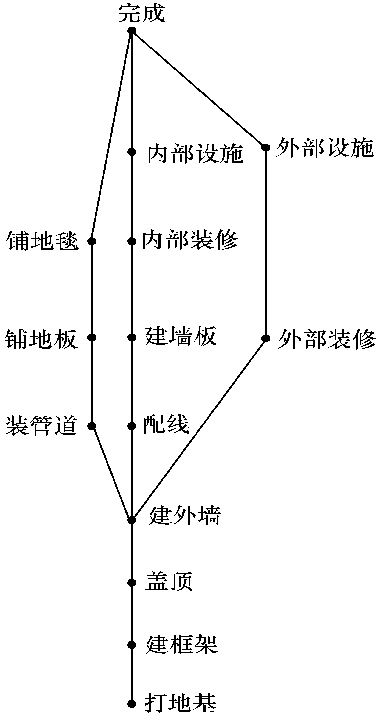 完成
内部设施
外部设施
铺地毯
内部装修
铺地板
建墙板
外部装修
装管道
配线
建外墙
盖顶
建框架
打地基